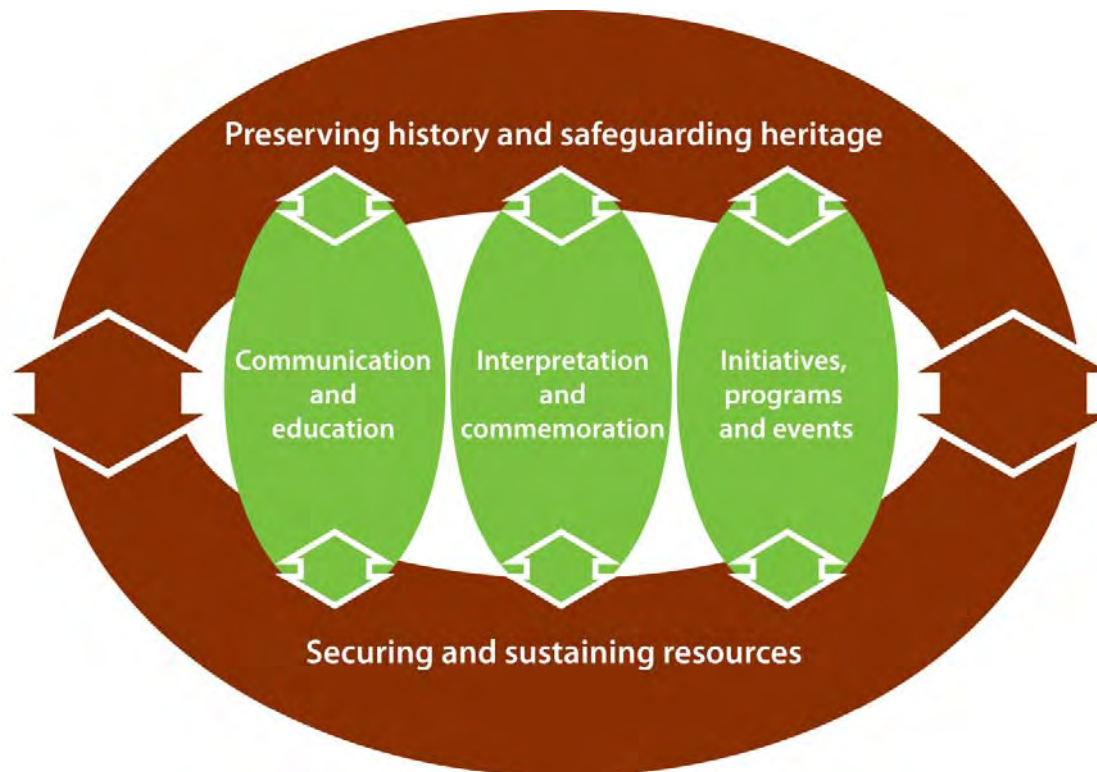 Preserving history and safeguarding heritage
Communication
and
education
Interpretation
and
commemoration
Initiatives,
programs
and events
Securing and sustaining resources